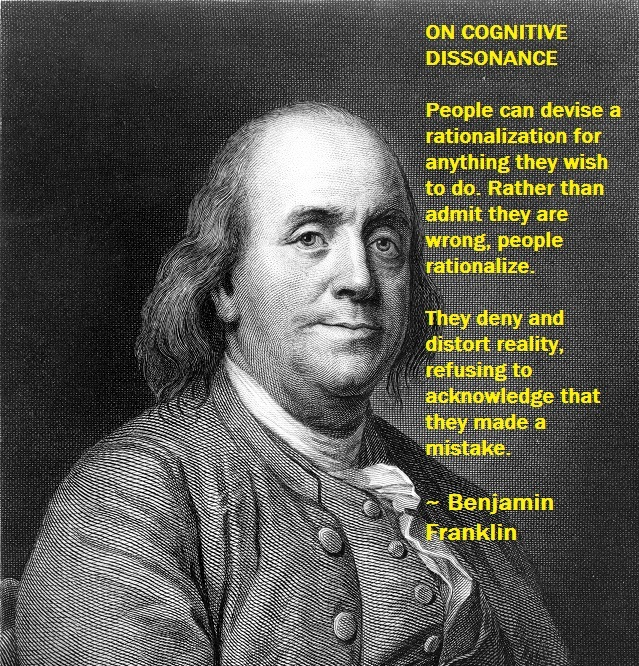 ON COGNITIVE
DISSONANCE
People can devise a
rationalization for
anything they wish
to do. Rather than
admit they are
wrong, people
rationalize.
They deny and
distort reality,
refusing to
acknowledge that
they made a
mistake.
~ Benjamin
Franklin